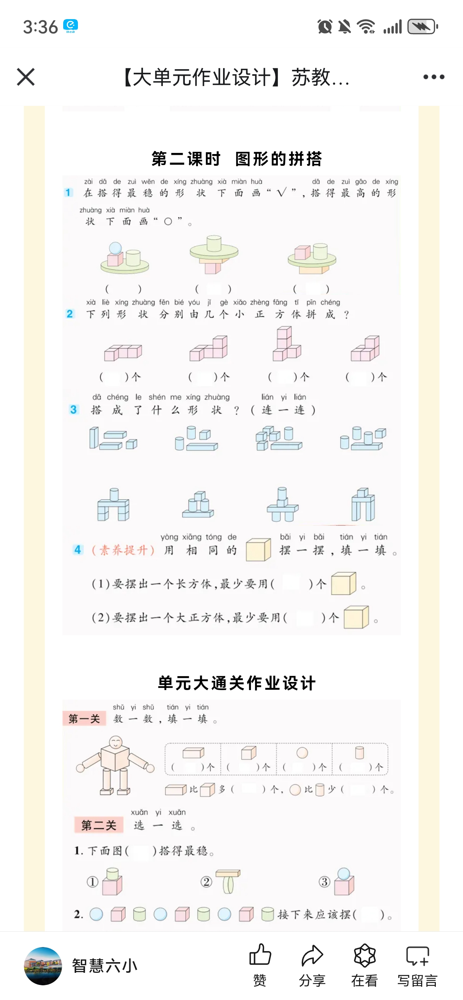 3:36
【大单元作业设计】苏教...
第二课时 图形的拼搭
zài dā de zuì wěn de xíng zhuàng xià miàn huà dā de zuì gāo de xíng
1 在搭得最稳的形状下面画“√”,搭得最高的形
zhuàng xià miàn huà
状下面画“○”。
( ) ( ) ( )
xià liè xíng zhuàng fēn bié yóu jǐ gè xiǎo zhèng fāng tǐ pīn chéng
2 下列形状分别由几个小正方体拼成?
( )个 ( )个 ( )个 ( )个
dā chéng le shén me xíng zhuàng lián yi lián
3 搭成了什么形状?(连一连)
yòng xiāng tóng de bǎi yi bǎi tián yi tián
4 (素养提升)用相同的 摆一摆,填一填。
(1)要摆出一个长方体,最少要用( )个 。
(2)要摆出一个大正方体,最少要用( )个 。
单元大通关作业设计
shǔ yi shǔ tián yi tián
第一关 数一数,填一填。
( )个 ( )个 ( )个 ( )个
比 多( )个, 比 少( )个。
xuǎn yi xuǎn
第二关 选一选。
1.下面图( )搭得最稳。
① ② ③
2. 接下来应该摆( )。
智慧六小
赞 分享 在看 写留言